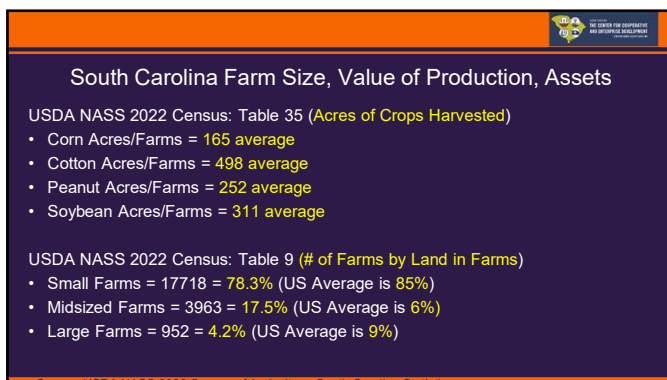 THE CENTER FOR COOPERATIVE
AND ENTERPRISE DEVELOPMENT
South Carolina Farm Size, Value of Production, Assets
USDA NASS 2022 Census: Table 35 (Acres of Crops Harvested)
• Corn Acres/Farms = 165 average
• Cotton Acres/Farms = 498 average
• Peanut Acres/Farms = 252 average
• Soybean Acres/Farms = 311 average
USDA NASS 2022 Census: Table 9 (# of Farms by Land in Farms)
• Small Farms = 17718 = 78.3% (US Average is 85%)
• Midsized Farms = 3963 = 17.5% (US Average is 6%)
• Large Farms = 952 = 4.2% (US Average is 9%)